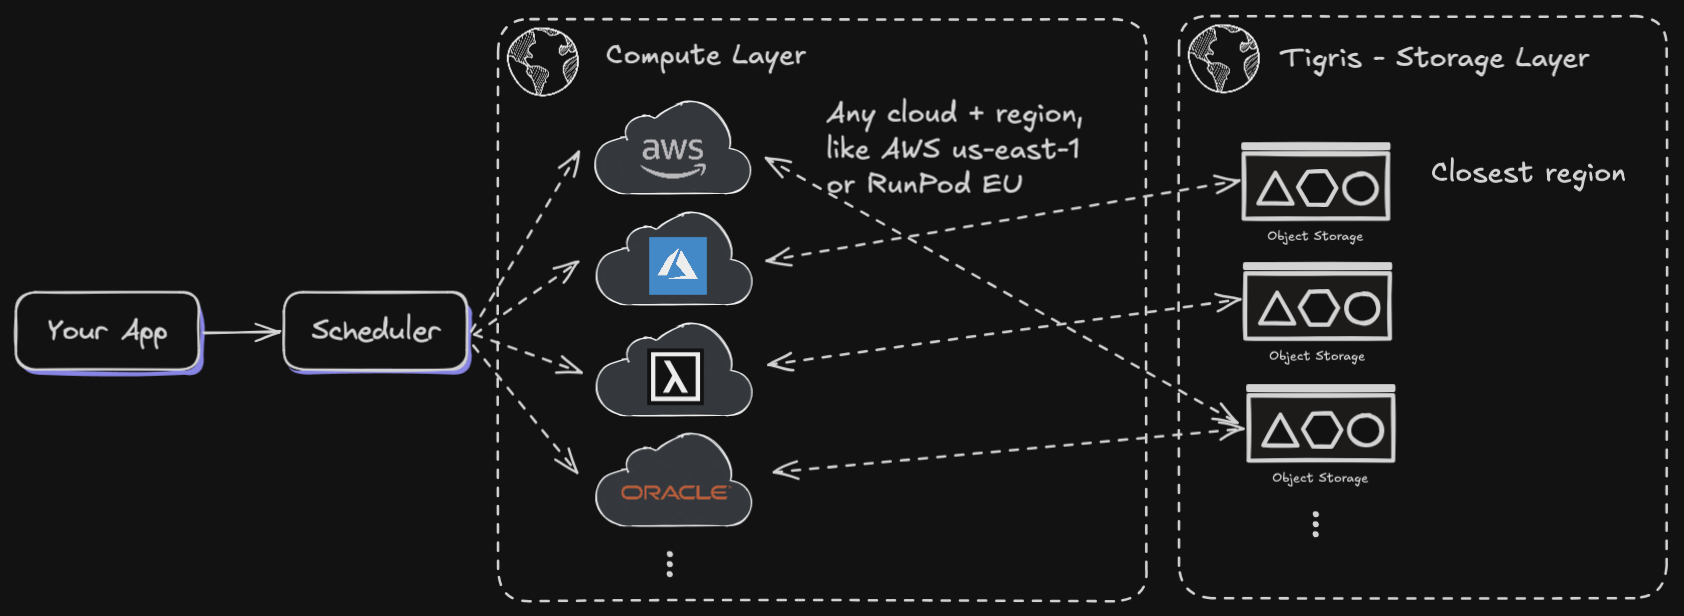 Compute Layer
Tigris - Storage Layer
aws
Any cloud + region,
like AWS us-east-1
or RunPod EU
Closest region
Object Storage
Your App
Scheduler
λ
Object Storage
ORACLE
Object Storage